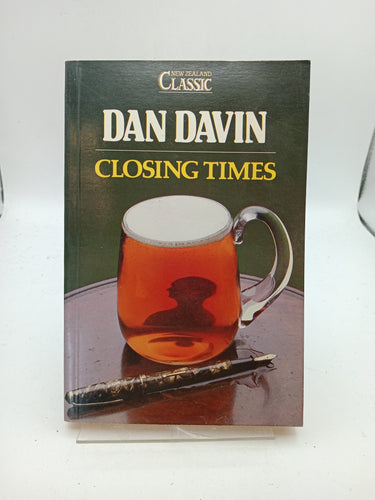 NEW ZEALAND
CLASSIC
DAN DAVIN
CLOSING TIMES